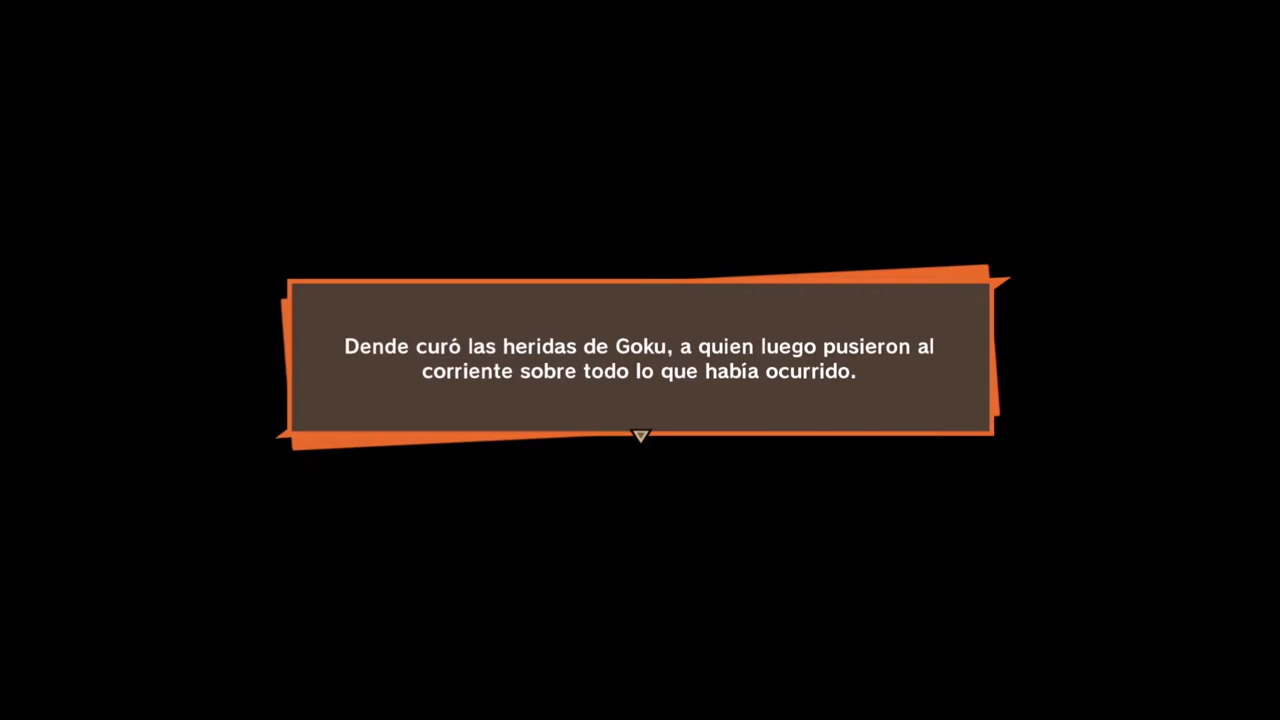 Dende curó las heridas de Goku, a quien luego pusieron al
corriente sobre todo lo que había ocurrido.